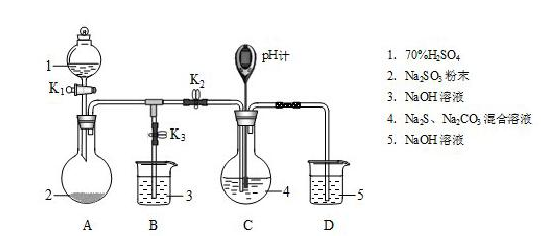 pH计
1
K₁
K₂
K₃
2
3
4
5
A
B
C
D
1. 70%H₂SO₄
2. Na₂SO₃ 粉末
3. NaOH 溶液
4. Na₂S、Na₂CO₃ 混合溶液
5. NaOH 溶液